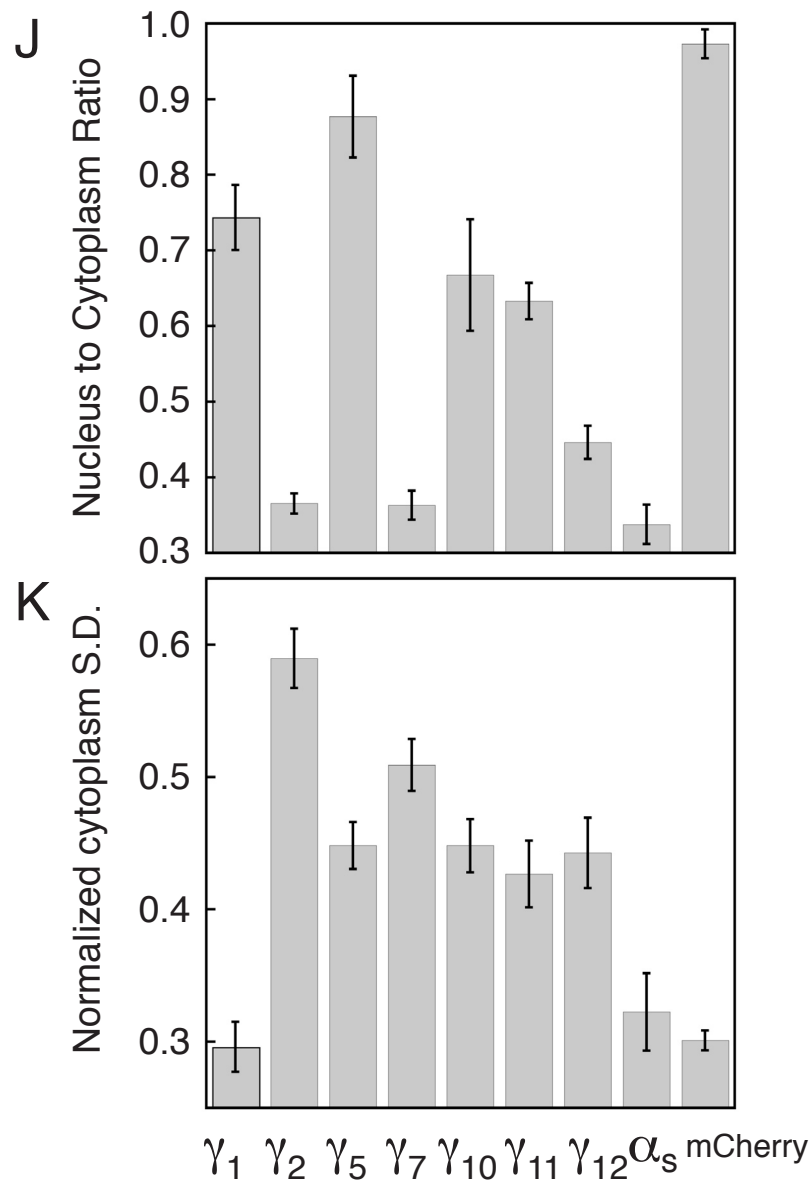 J
Nucleus to Cytoplasm Ratio
1.0
0.9
0.8
0.7
0.6
0.5
0.4
0.3
K
Normalized cytoplasm S.D.
0.6
0.5
0.4
0.3
γ1 γ2 γ5 γ7 γ10 γ11 γ12 αs mCherry